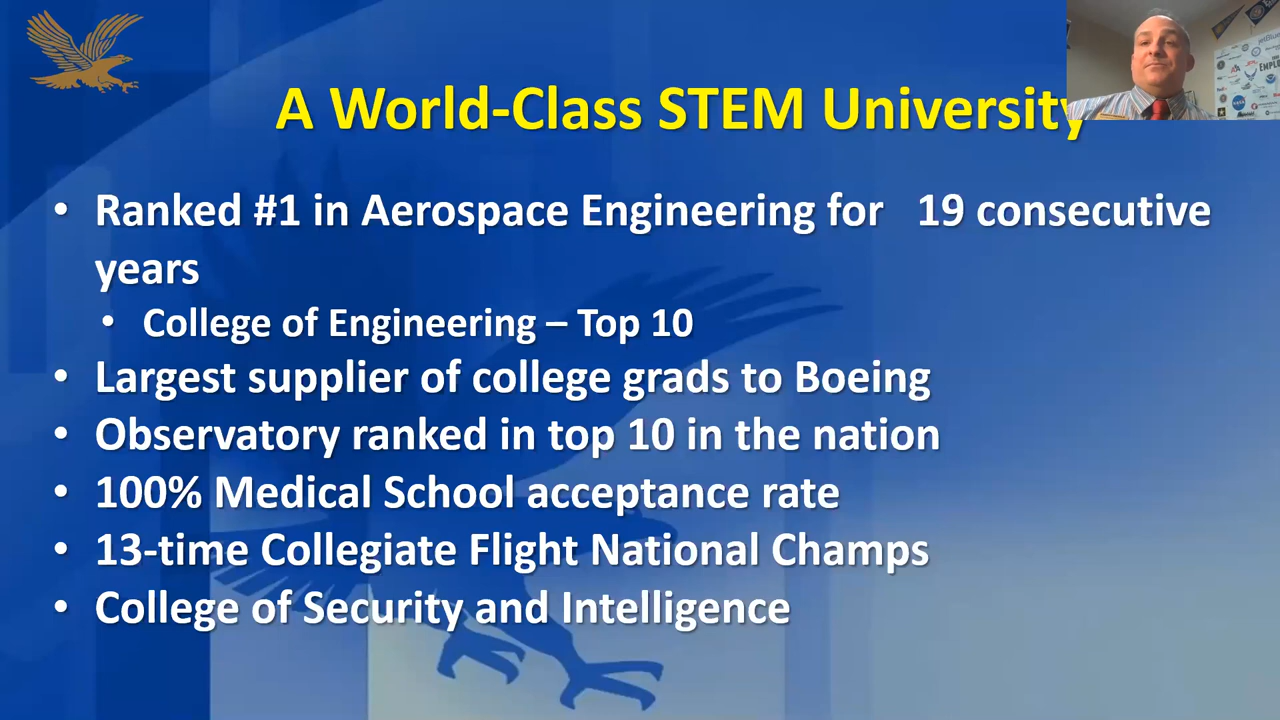 A World-Class STEM University
• Ranked #1 in Aerospace Engineering for 19 consecutive
years
• College of Engineering – Top 10
• Largest supplier of college grads to Boeing
• Observatory ranked in top 10 in the nation
• 100% Medical School acceptance rate
• 13-time Collegiate Flight National Champs
• College of Security and Intelligence
jetBlue
NASA